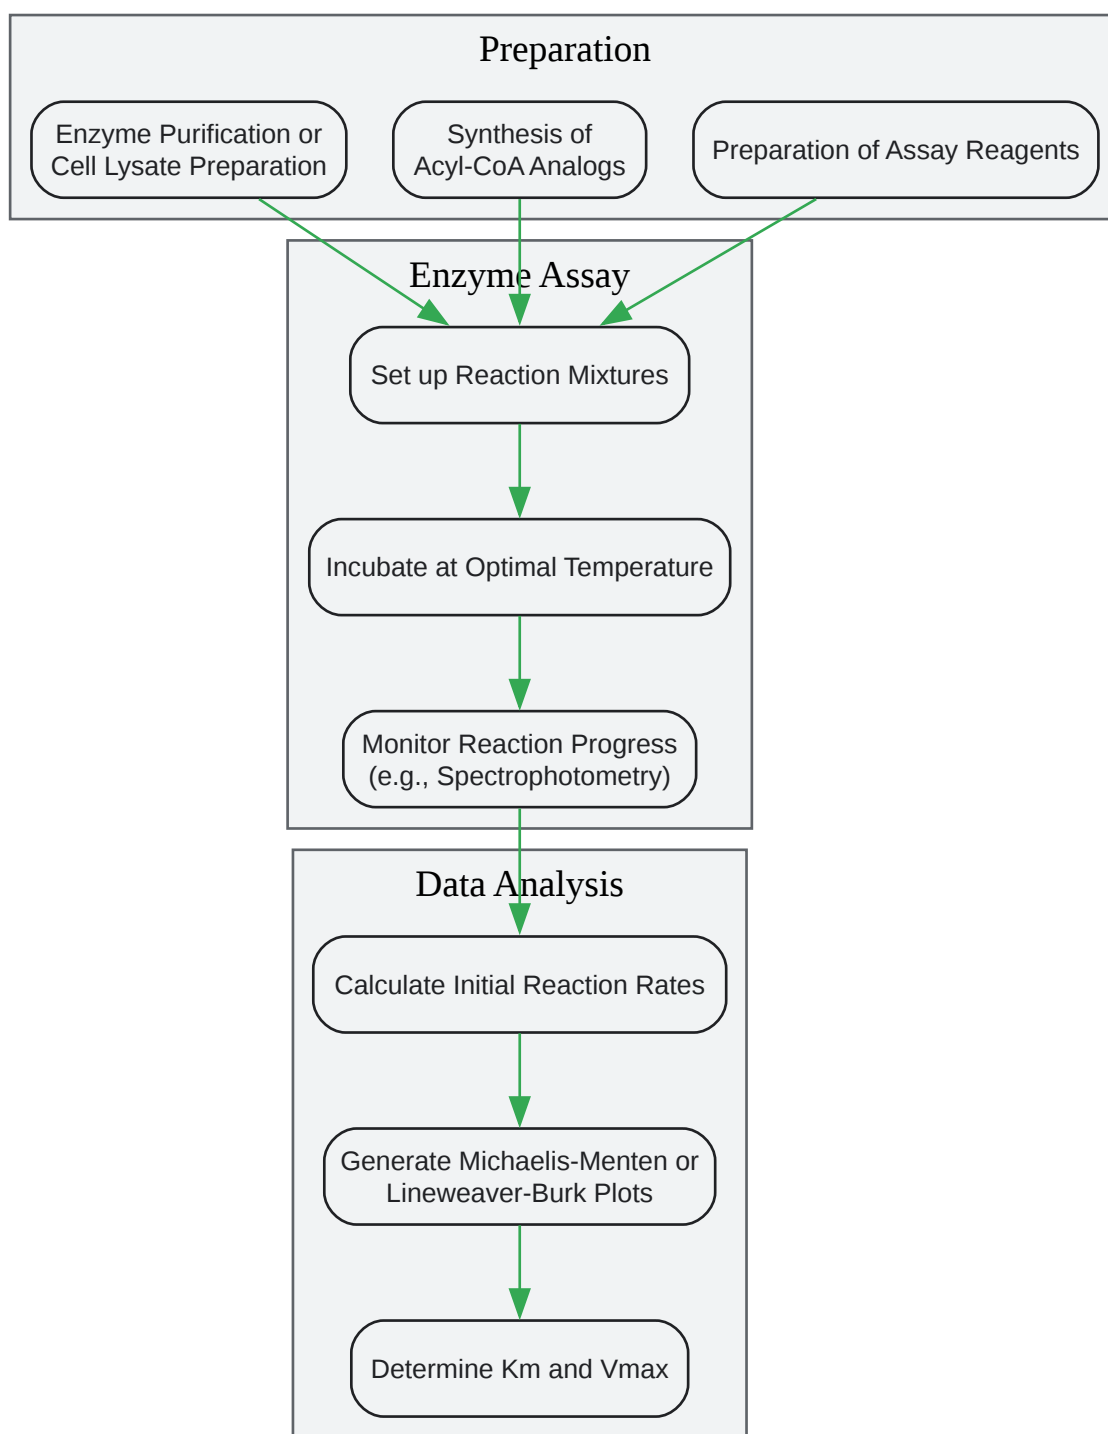 Preparation
Enzyme Purification or
Cell Lysate Preparation
Synthesis of
Acyl-CoA Analogs
Preparation of Assay Reagents
Enzyme Assay
Set up Reaction Mixtures
Incubate at Optimal Temperature
Monitor Reaction Progress
(e.g., Spectrophotometry)
Data Analysis
Calculate Initial Reaction Rates
Generate Michaelis-Menten or
Lineweaver-Burk Plots
Determine Km and Vmax